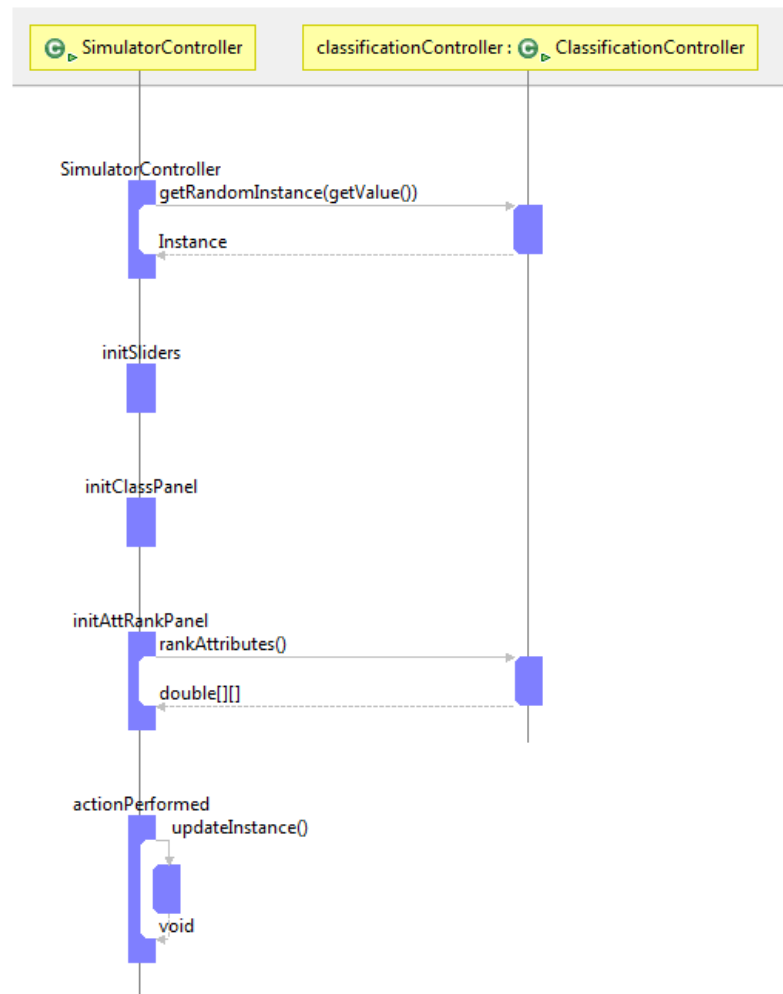 C SimulatorController
classificationController : C ClassificationController
SimulatorController
getRandomInstance(getValue())
Instance
initSliders
initClassPanel
initAttRankPanel
rankAttributes()
double[][]
actionPerformed
updateInstance()
void